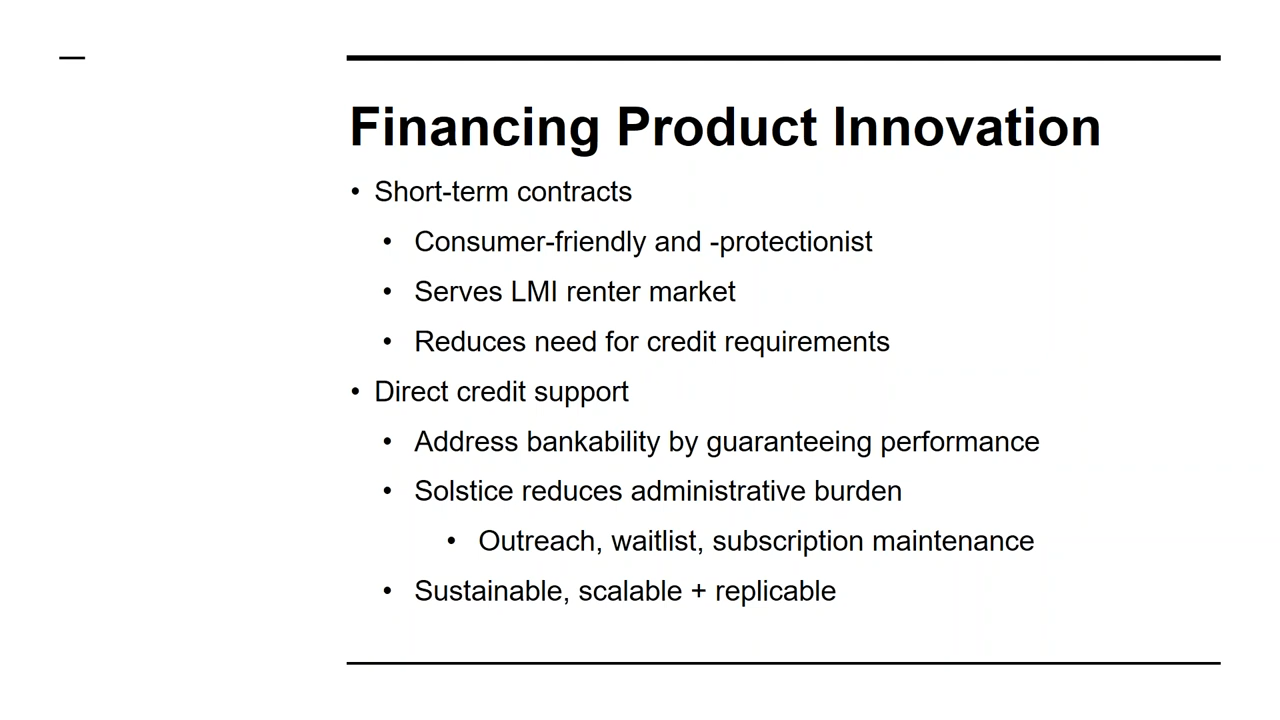 Financing Product Innovation
• Short-term contracts
• Consumer-friendly and -protectionist
• Serves LMI renter market
• Reduces need for credit requirements
• Direct credit support
• Address bankability by guaranteeing performance
• Solstice reduces administrative burden
• Outreach, waitlist, subscription maintenance
• Sustainable, scalable + replicable